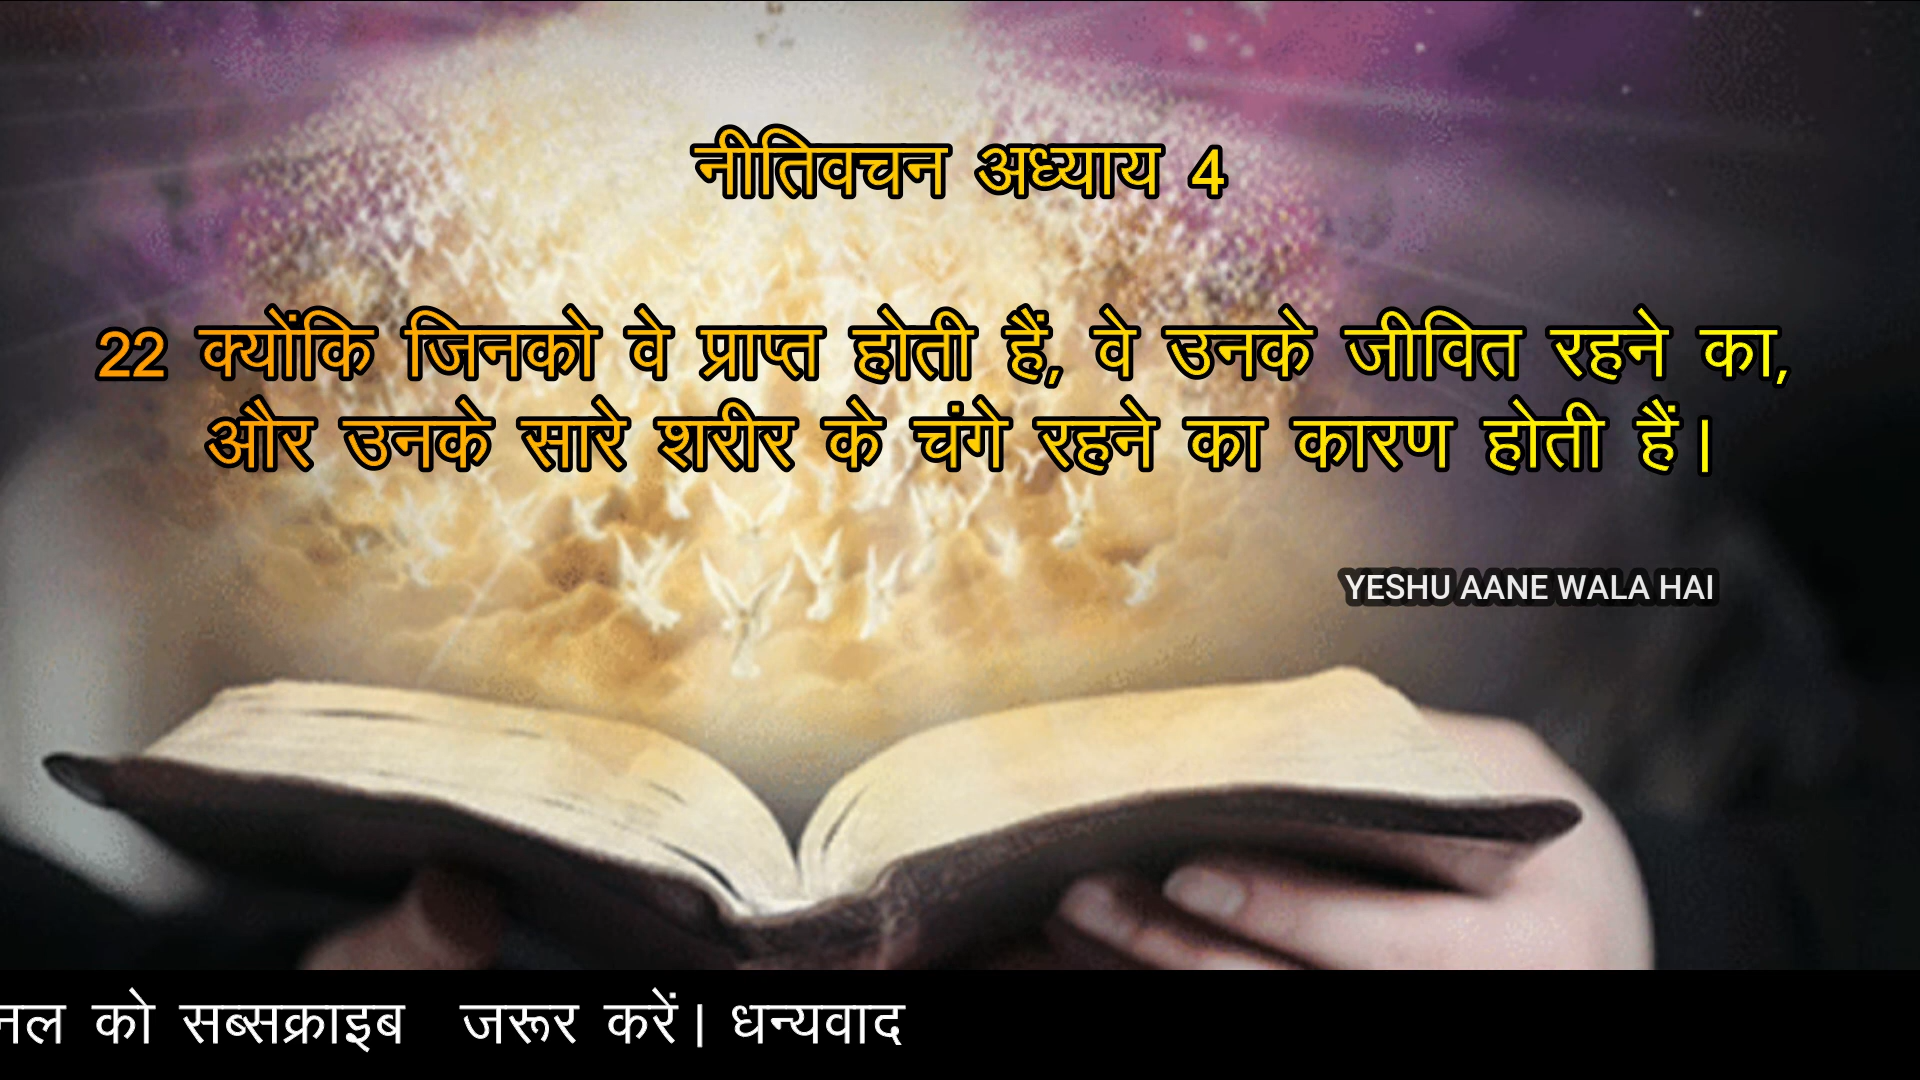 नीतिवचन अध्याय 4
22 क्योंकि जिनको वे प्राप्त होती हैं, वे उनके जीवित रहने का,
और उनके सारे शरीर के चंगे रहने का कारण होती हैं।
YESHU AANE WALA HAI
को सब्सक्राइब जरूर करें। धन्यवाद